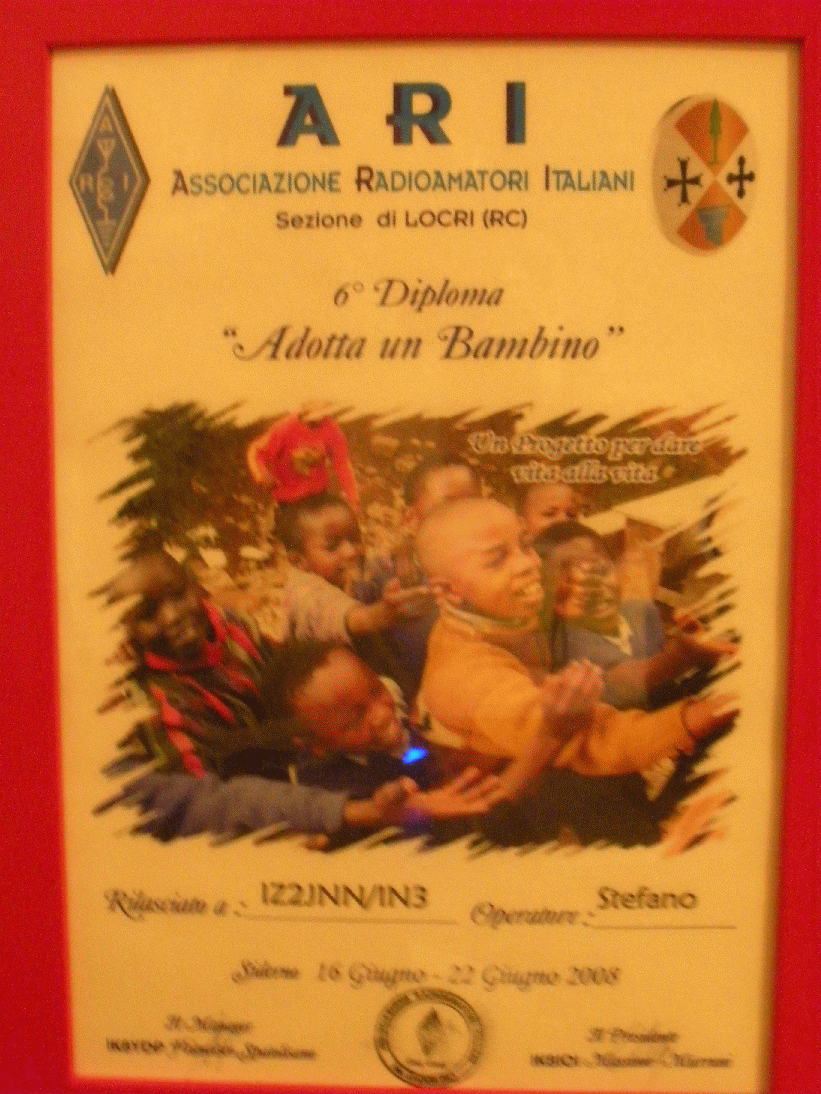 ARI
ASSOCIAZIONE RADIOAMATORI ITALIANI
Sezione di LOCRI (RC)
A
R I
6° Diploma
“Adotta un Bambino”
Un Progetto per dare
vita alla vita
Rilasciato a : IZ2JNN/IN3 Operatore : Stefano
Siderno 16 Giugno - 22 Giugno 2008
Il Manager
Il Presidente